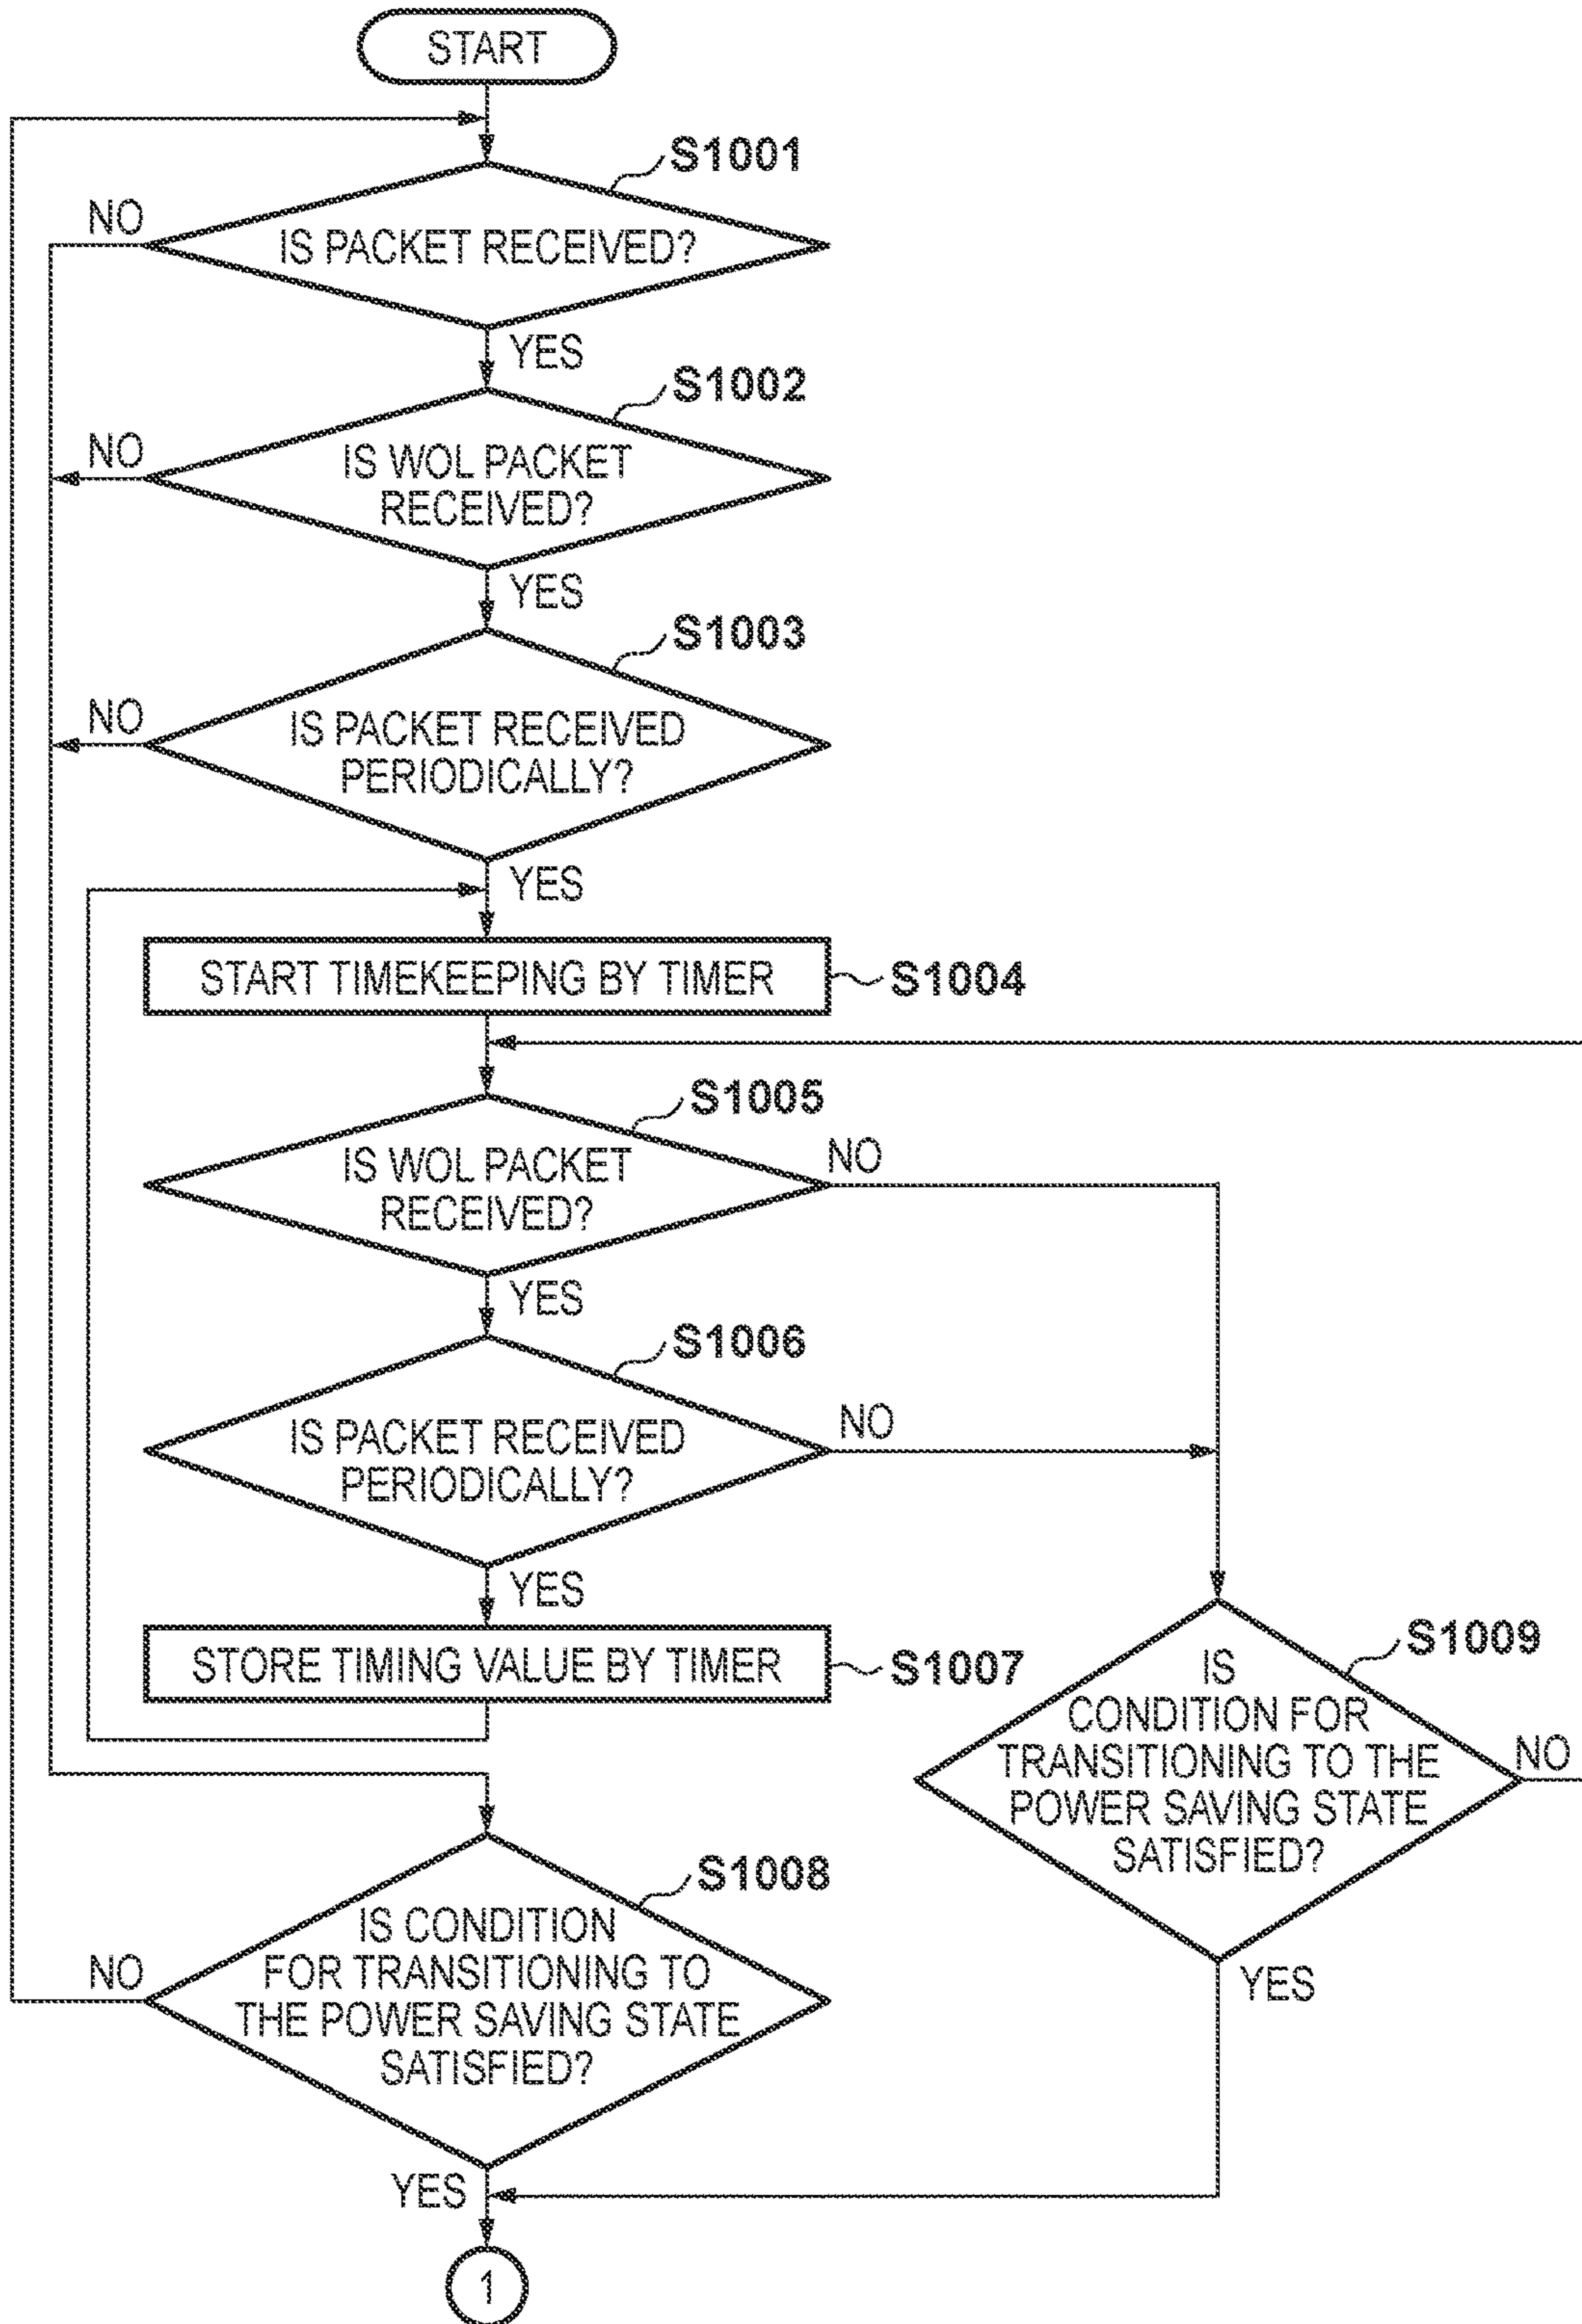 START
S1001
NO
IS PACKET RECEIVED?
YES
S1002
NO
IS WOL PACKET
RECEIVED?
YES
S1003
NO
IS PACKET RECEIVED
PERIODICALLY?
YES
START TIMEKEEPING BY TIMER
S1004
S1005
IS WOL PACKET
RECEIVED?
NO
YES
S1006
IS PACKET RECEIVED
PERIODICALLY?
NO
YES
STORE TIMING VALUE BY TIMER
S1007
S1009
IS
CONDITION FOR
TRANSITIONING TO THE
POWER SAVING STATE
SATISFIED?
NO
YES
S1008
IS CONDITION
FOR TRANSITIONING TO
THE POWER SAVING STATE
SATISFIED?
NO
YES
1